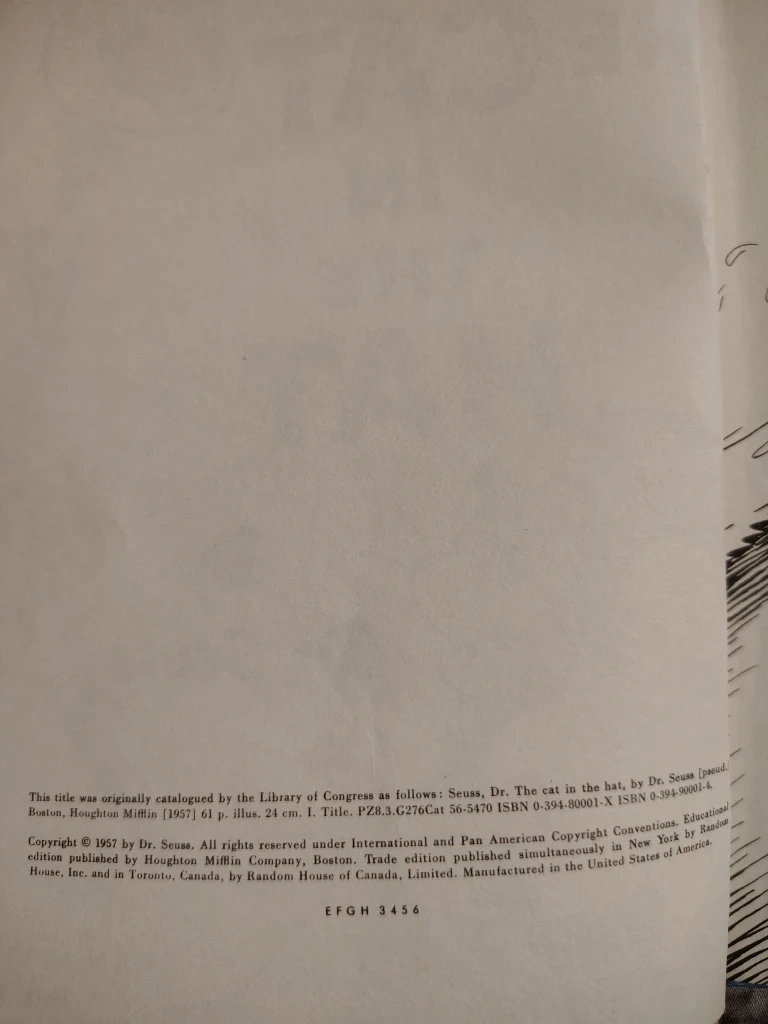 This title was originally catalogued by the Library of Congress as follows: Seuss, Dr. The cat in the hat, by Dr. Seuss [pseud.
Boston, Houghton Mifflin [1957] 61 p. illus. 24 cm. I. Title. PZ8.3.G276Cat 56-5470 ISBN 0-394-80001-X ISBN 0-394-90001-4.
Copyright © 1957 by Dr. Seuss. All rights reserved under International and Pan American Copyright Conventions. Educational
edition published by Houghton Mifflin Company, Boston. Trade edition published simultaneously in New York by Random
House, Inc. and in Toronto, Canada, by Random House of Canada, Limited. Manufactured in the United States of America.
E F G H 3 4 5 6